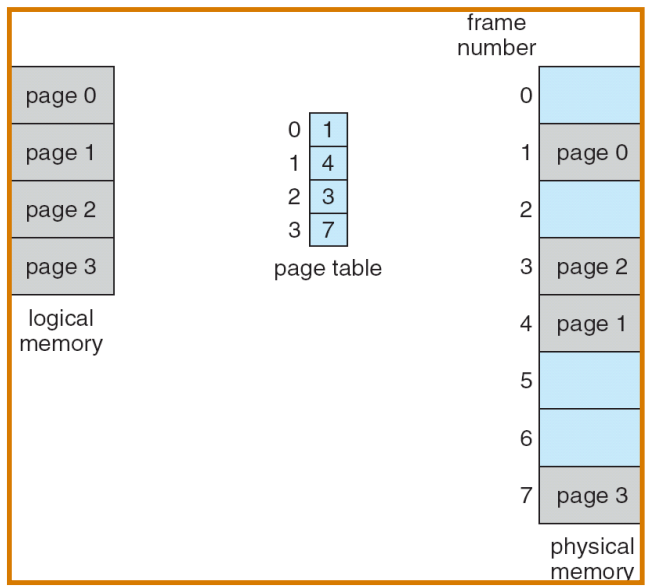 frame
number
page 0
page 1
page 2
page 3
logical
memory
0 1
1 4
2 3
3 7
page table
0
1 page 0
2
3 page 2
4 page 1
5
6
7 page 3
physical
memory